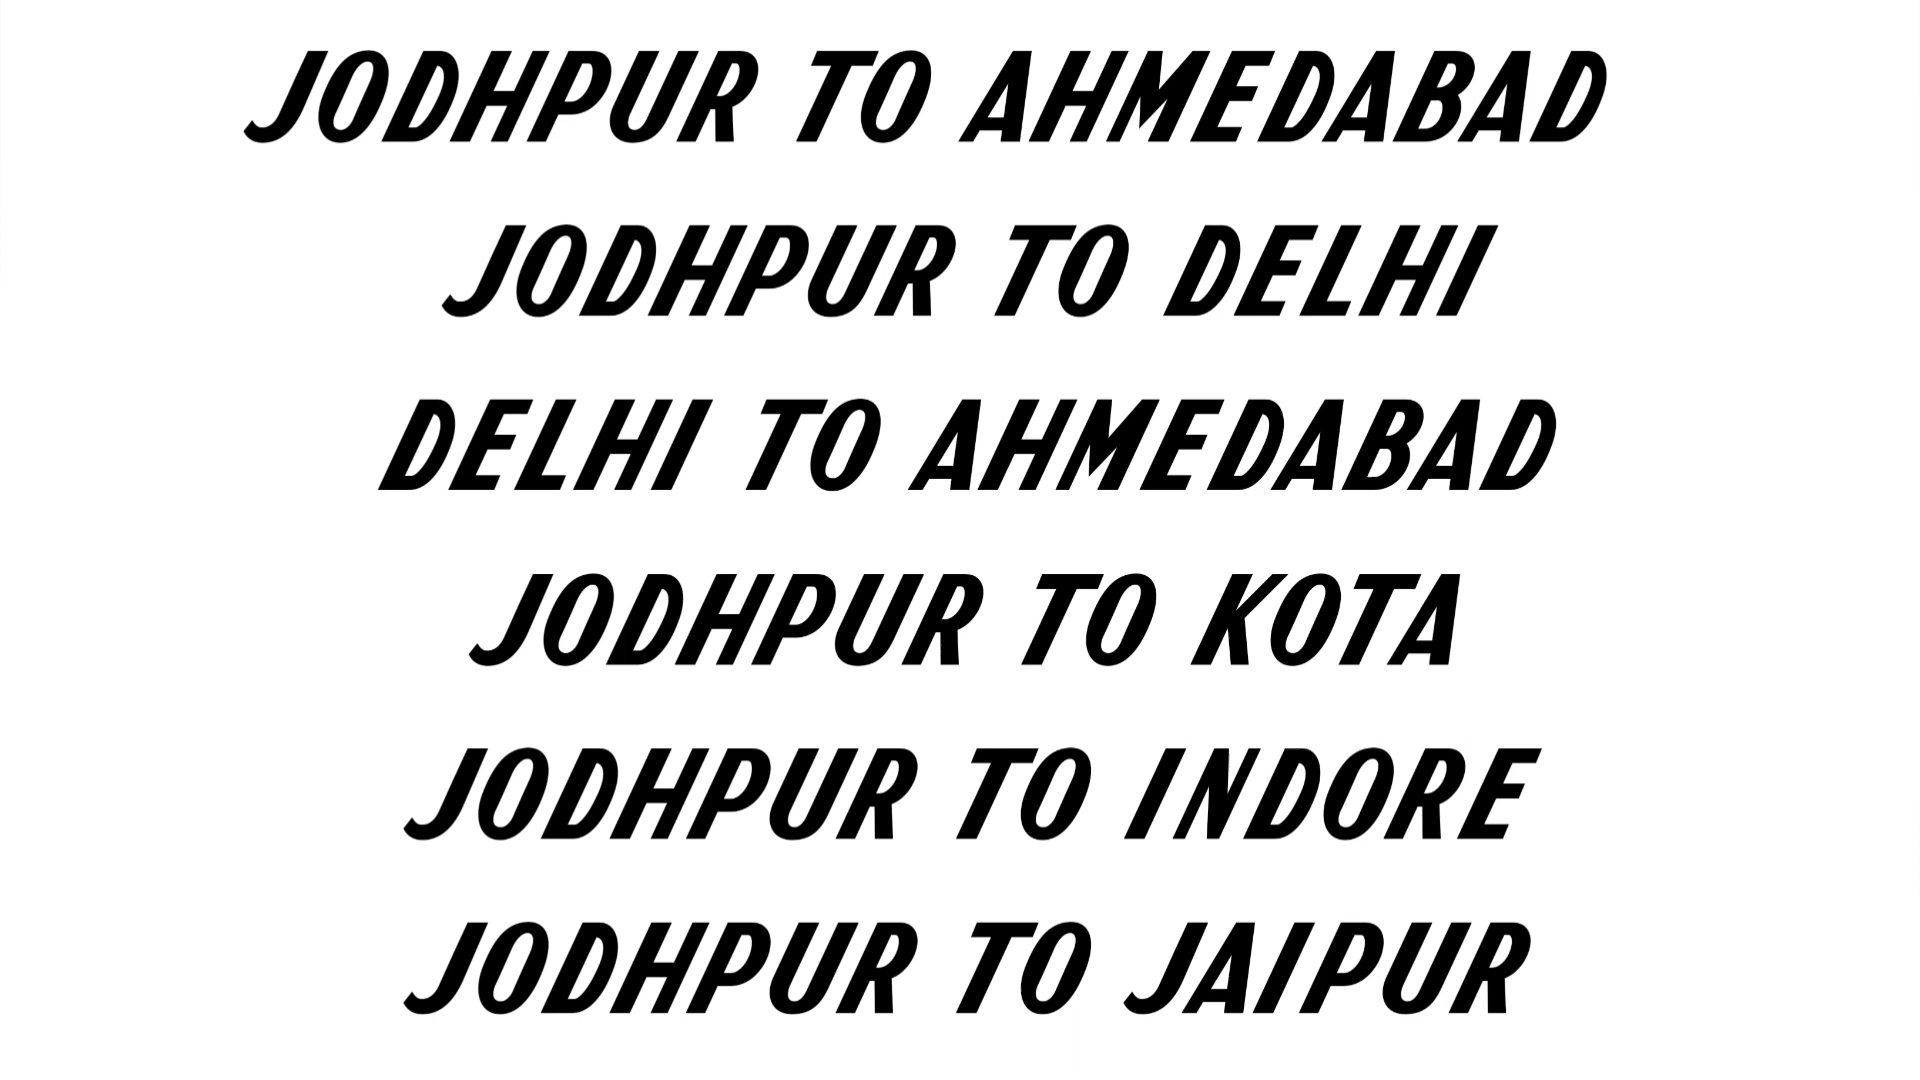 JODHPUR TO AHMEDABAD
JODHPUR TO DELHI
DELHI TO AHMEDABAD
JODHPUR TO KOTA
JODHPUR TO INDORE
JODHPUR TO JAIPUR